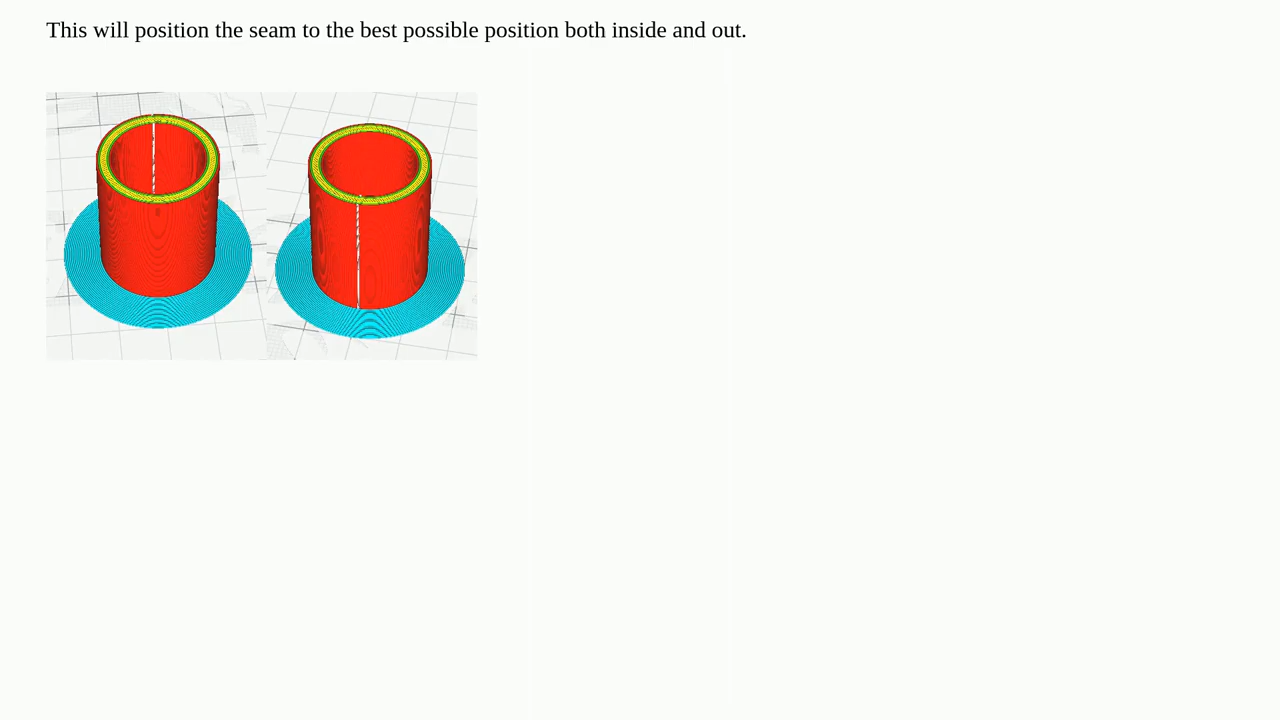 This will position the seam to the best possible position both inside and out.